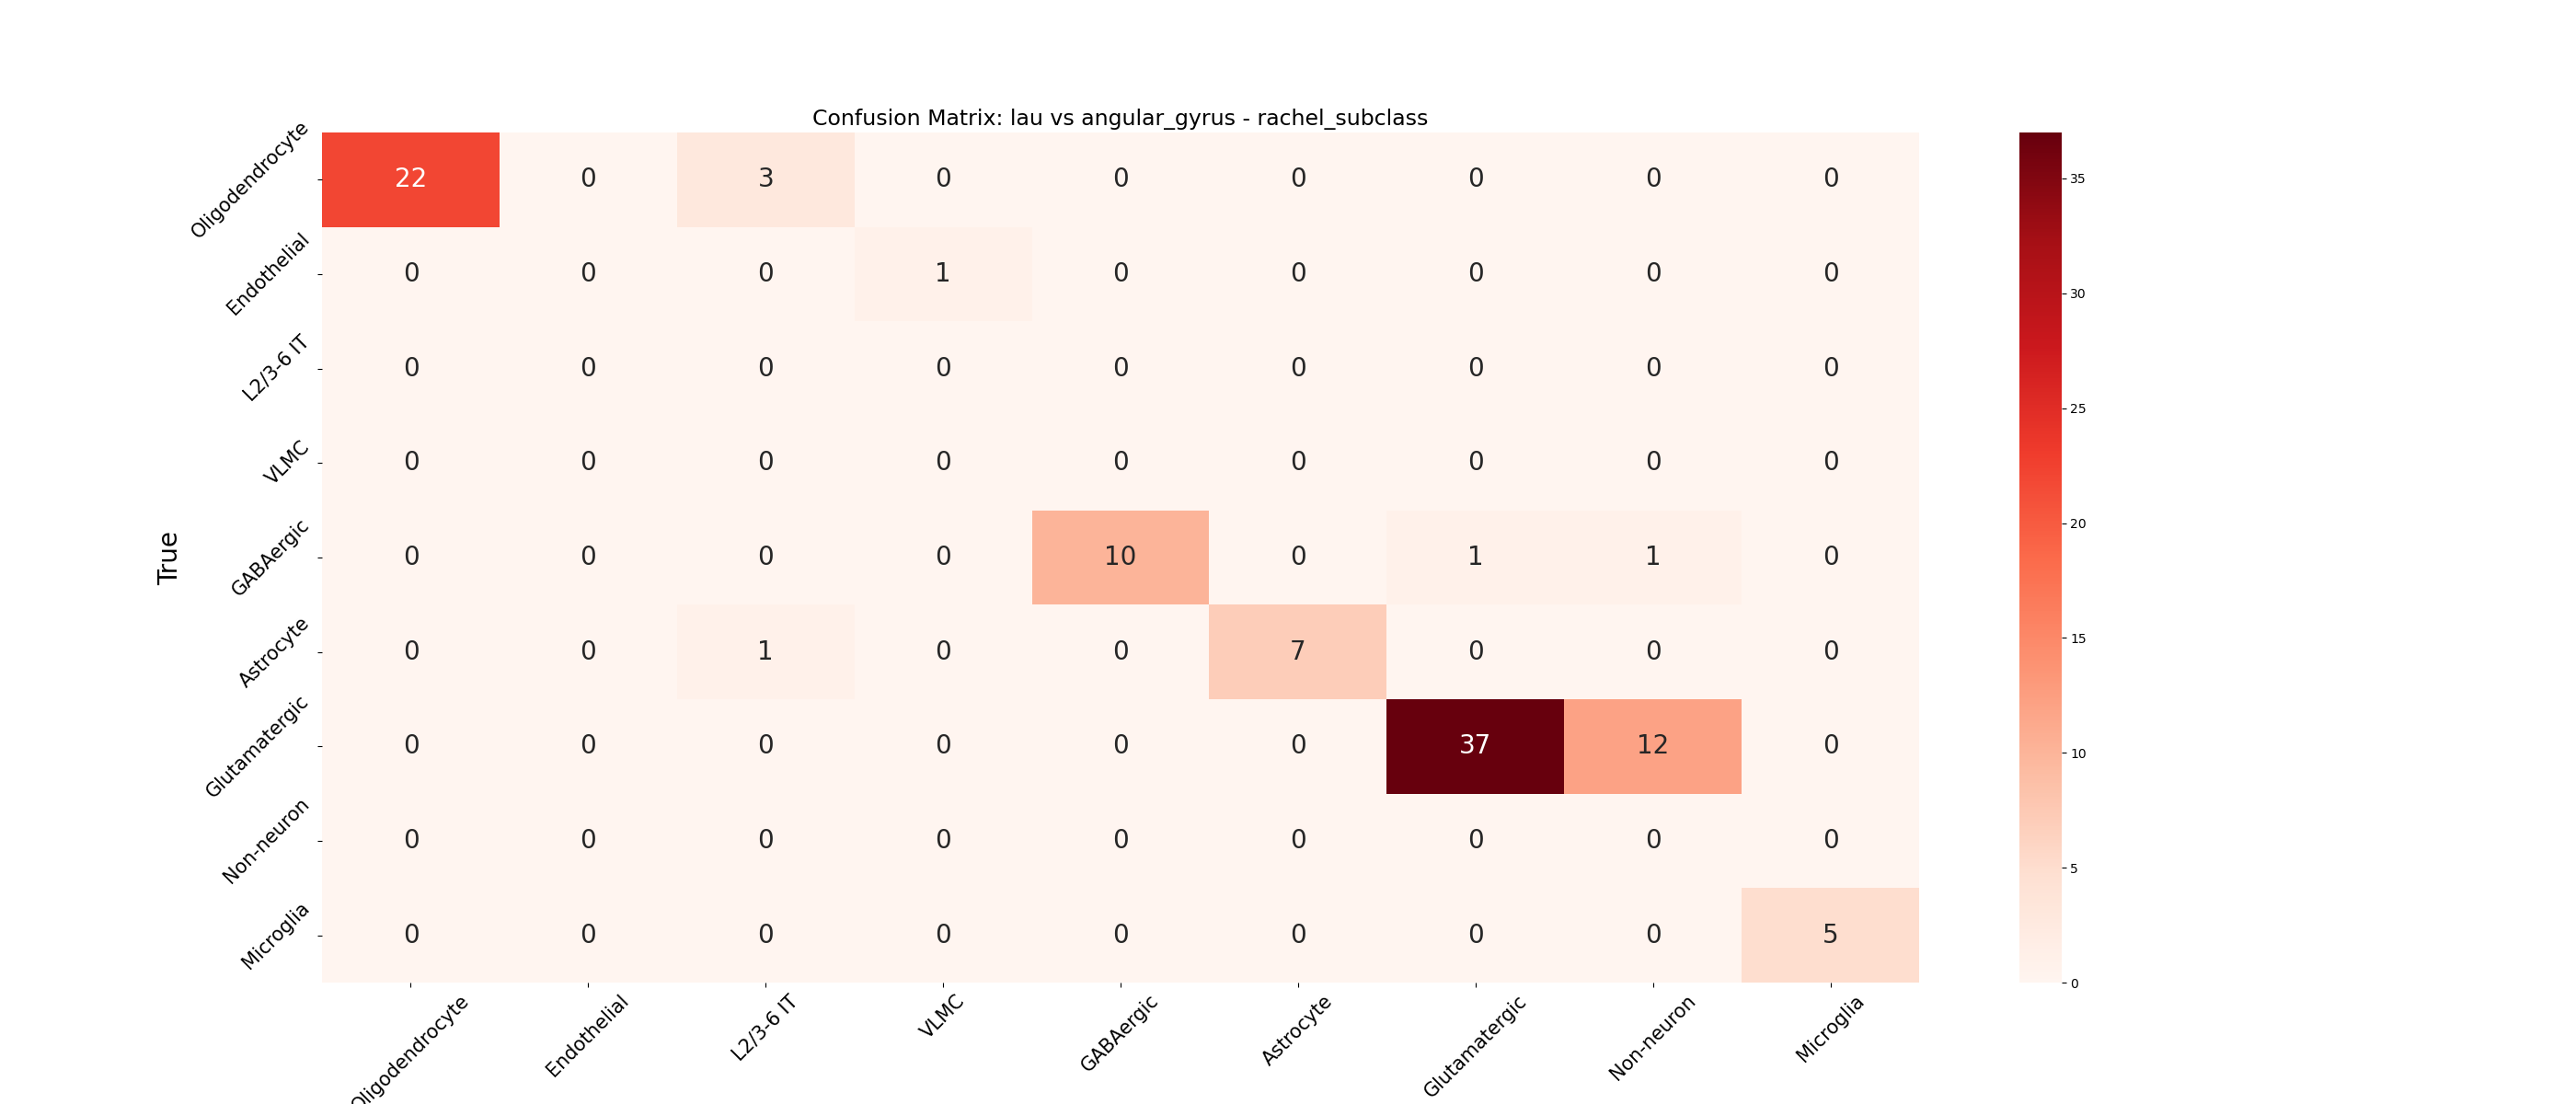 Confusion Matrix: lau vs angular_gyrus - rachel_subclass
True
Oligodendrocyte 22 0 3 0 0 0 0 0 0
Endothelial 0 0 0 1 0 0 0 0 0
L2/3-6 IT 0 0 0 0 0 0 0 0 0
VLMC 0 0 0 0 0 0 0 0 0
GABAergic 0 0 0 0 10 0 1 1 0
Astrocyte 0 0 1 0 0 7 0 0 0
Glutamatergic 0 0 0 0 0 0 37 12 0
Non-neuron 0 0 0 0 0 0 0 0 0
Microglia 0 0 0 0 0 0 0 0 5
Oligodendrocyte Endothelial L2/3-6 IT VLMC GABAergic Astrocyte Glutamatergic Non-neuron Microglia
35
30
25
20
15
10
5
0